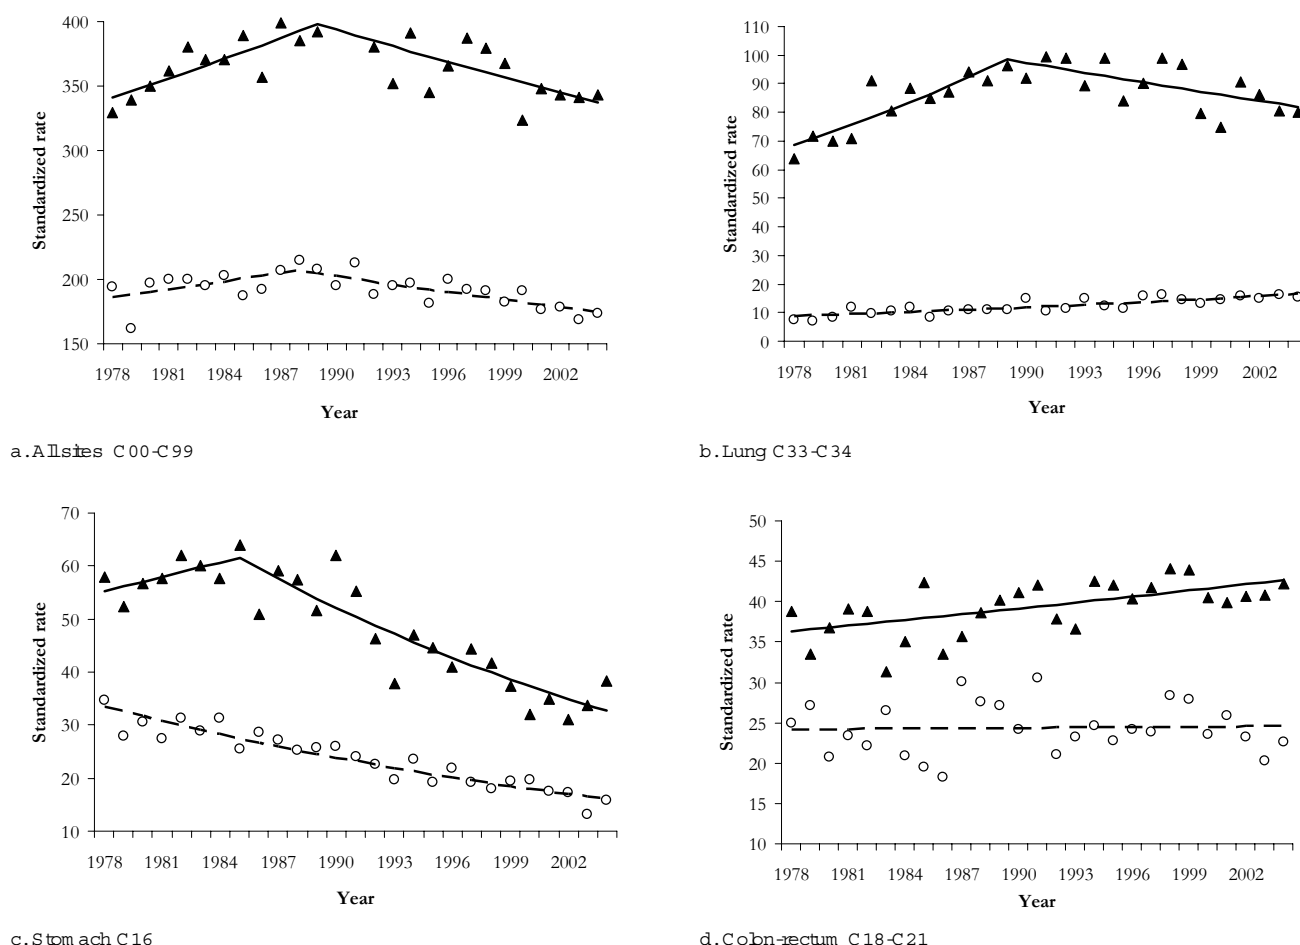 400
350
300
250
200
150
Standardized rate
1978 1981 1984 1987 1990 1993 1996 1999 2002
Year
a. Allsites C00-C99
110
100
90
80
70
60
50
40
30
20
10
0
Standardized rate
1978 1981 1984 1987 1990 1993 1996 1999 2002
Year
b. Lung C33-C34
70
60
50
40
30
20
10
Standardized rate
1978 1981 1984 1987 1990 1993 1996 1999 2002
Year
c. Stomach C16
50
45
40
35
30
25
20
15
10
Standardized rate
1978 1981 1984 1987 1990 1993 1996 1999 2002
Year
d. Colon-rectum C18-C21